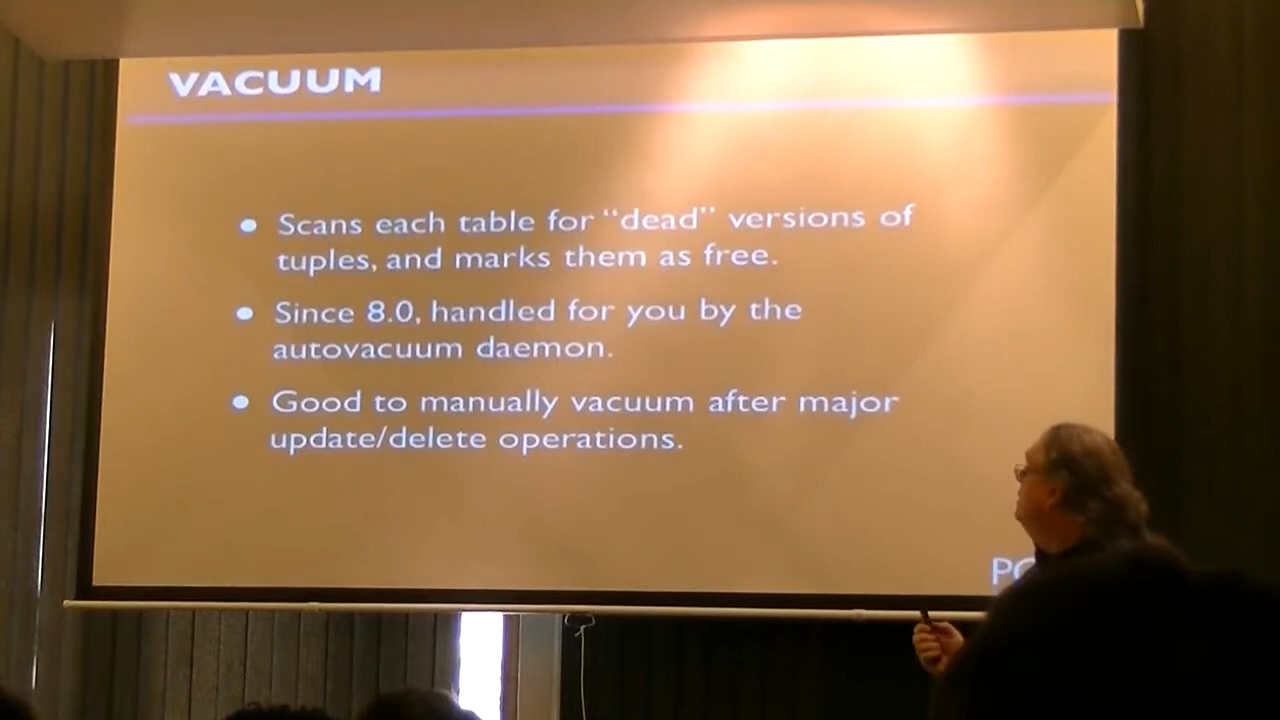 VACUUM
• Scans each table for “dead” versions of
tuples, and marks them as free.
• Since 8.0, handled for you by the
autovacuum daemon.
• Good to manually vacuum after major
update/delete operations.